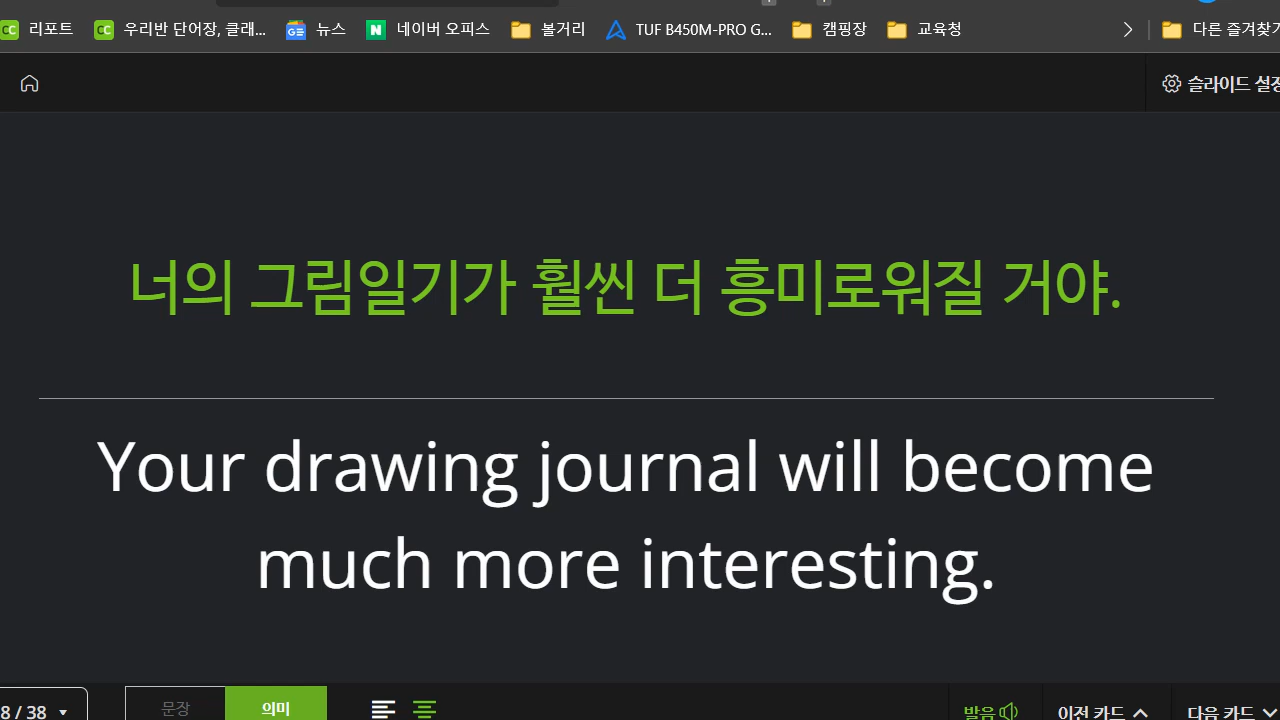 리포트 우리반 단어장, 클래... 뉴스 네이버 오피스 볼거리 TUF B450M-PRO G... 캠핑장 교육청 다른 즐겨찾기
슬라이드 설정
너의 그림일기가 훨씬 더 흥미로워질 거야.
Your drawing journal will become
much more interesting.
8 / 38 문장 의미 발음 이전 카드 다음 카드